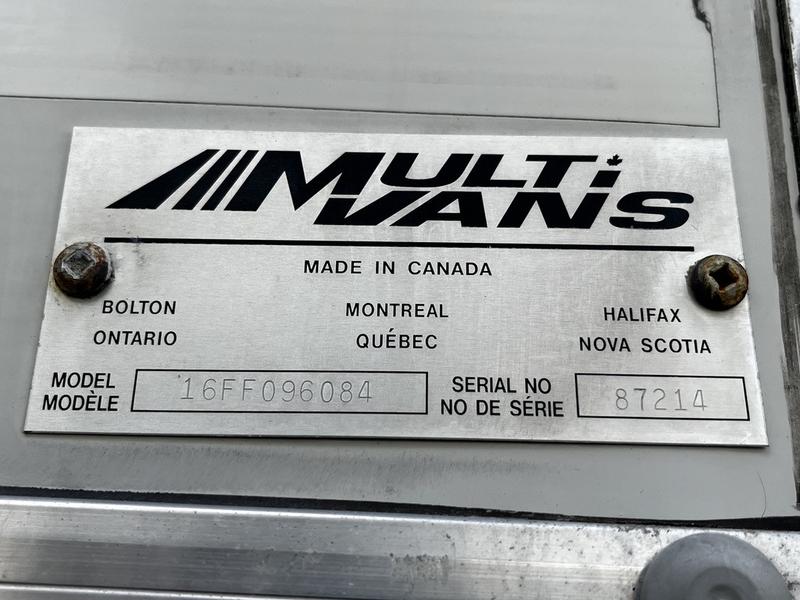 MULTI
VANS
MADE IN CANADA
BOLTON MONTREAL HALIFAX
ONTARIO QUÉBEC NOVA SCOTIA
MODEL 16FF096084 SERIAL NO 87214
MODÈLE NO DE SÉRIE